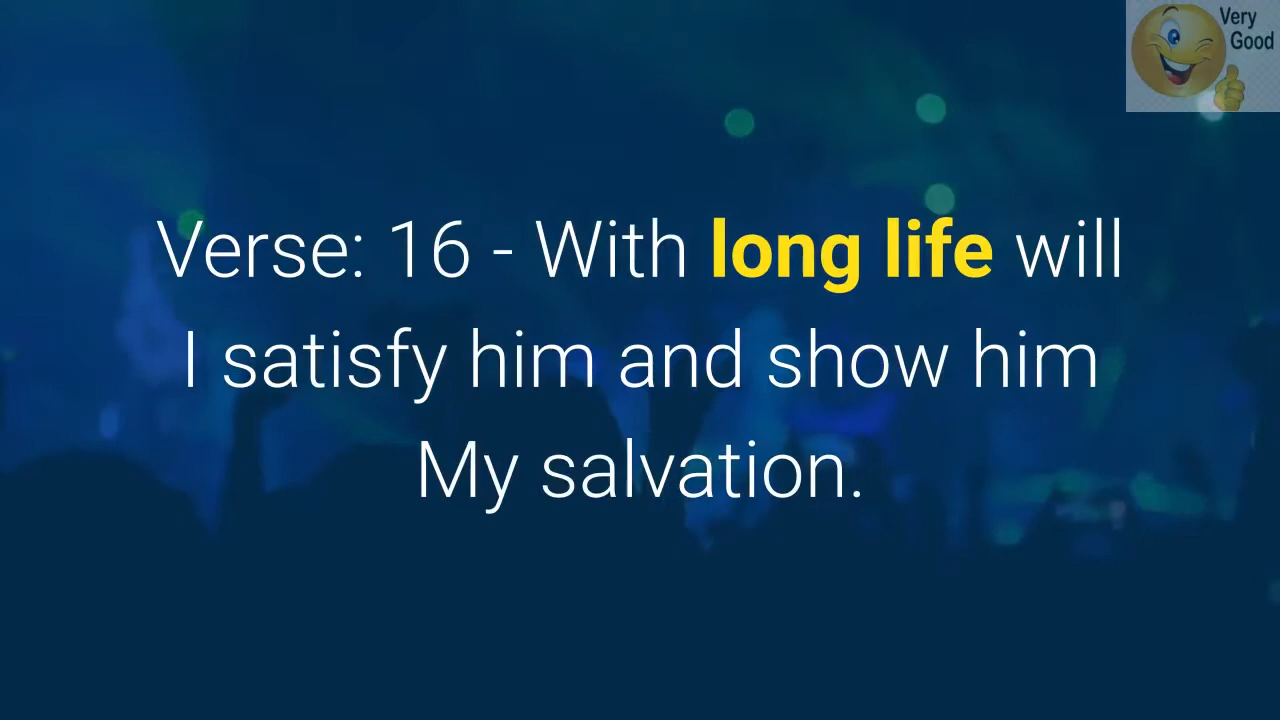 Very
Good
Verse: 16 - With long life will
I satisfy him and show him
My salvation.